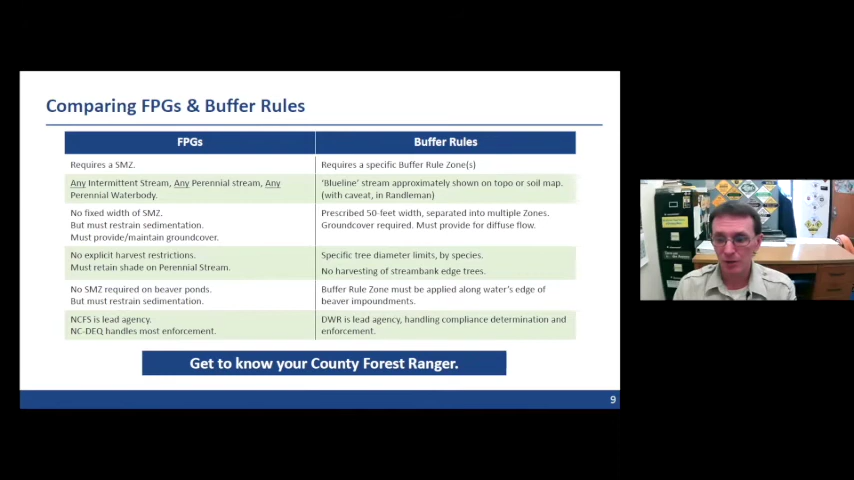 Comparing FPGs & Buffer Rules
FPGs
Buffer Rules
Requires a SMZ.
Requires a specific Buffer Rule Zone(s)
Any Intermittent Stream, Any Perennial stream, Any
Perennial Waterbody.
‘Blueline’ stream approximately shown on topo or soil map.
(with caveat, in Randleman)
No fixed width of SMZ.
But must restrain sedimentation.
Must provide/maintain groundcover.
Prescribed 50-feet width, separated into multiple Zones.
Groundcover required. Must provide for diffuse flow.
No explicit harvest restrictions.
Must retain shade on Perennial Stream.
Specific tree diameter limits, by species.
No harvesting of streambank edge trees.
No SMZ required on beaver ponds.
But must restrain sedimentation.
Buffer Rule Zone must be applied along water’s edge of
beaver impoundments.
NCFS is lead agency.
NC-DEQ handles most enforcement.
DWR is lead agency, handling compliance determination and
enforcement.
Get to know your County Forest Ranger.
9